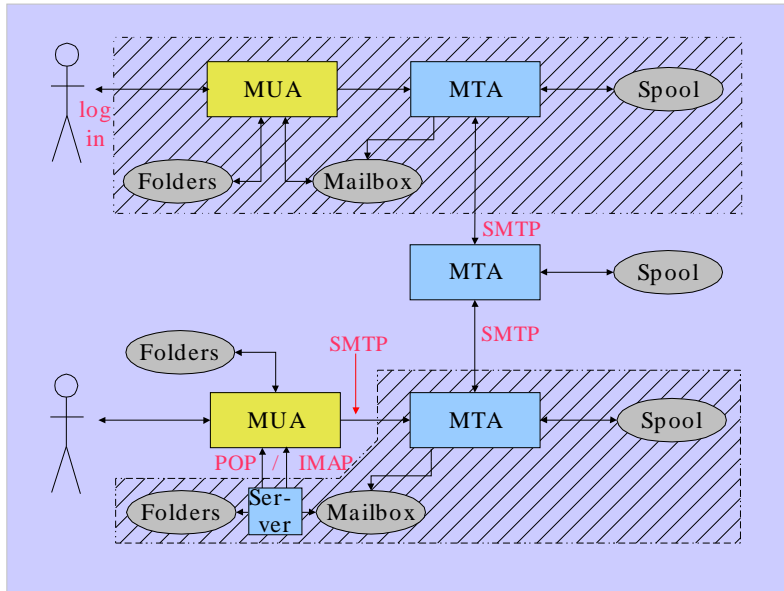 MUA
MTA
Spool
log
in
Folders
Mailbox
SMTP
MTA
Spool
SMTP
SMTP
Folders
MUA
MTA
Spool
POP / IMAP
Folders
Ser-
ver
Mailbox